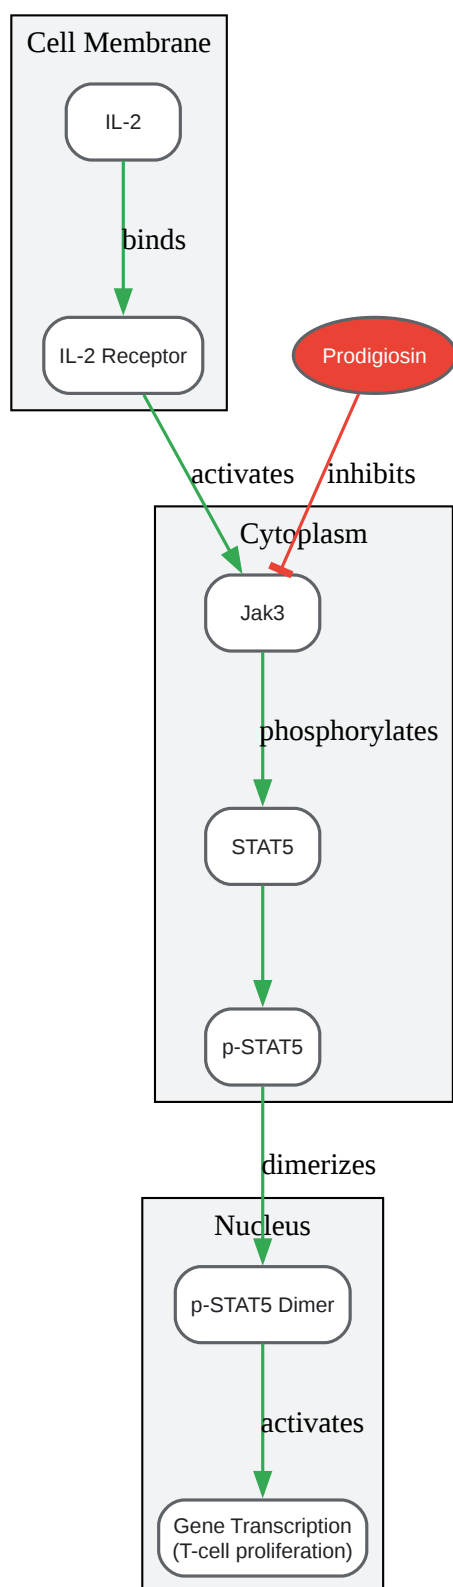 Cell Membrane
IL-2
binds
IL-2 Receptor
Prodigiosin
activates
inhibits
Cytoplasm
Jak3
phosphorylates
STAT5
p-STAT5
dimerizes
Nucleus
p-STAT5 Dimer
activates
Gene Transcription
(T-cell proliferation)